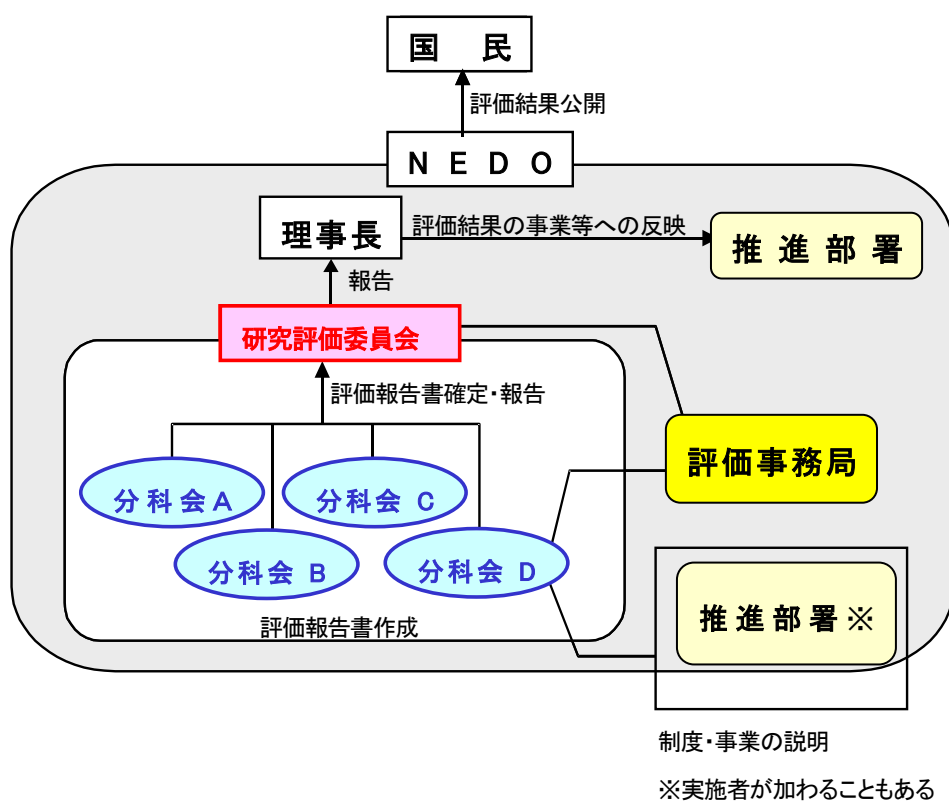 国 民
評価結果公開
N E D O
理事長
評価結果の事業等への反映
推進部署
報告
研究評価委員会
評価報告書確定・報告
評価事務局
分科会A
分科会 C
分科会 B
分科会 D
推進部署※
評価報告書作成
制度・事業の説明
※実施者が加わることもある